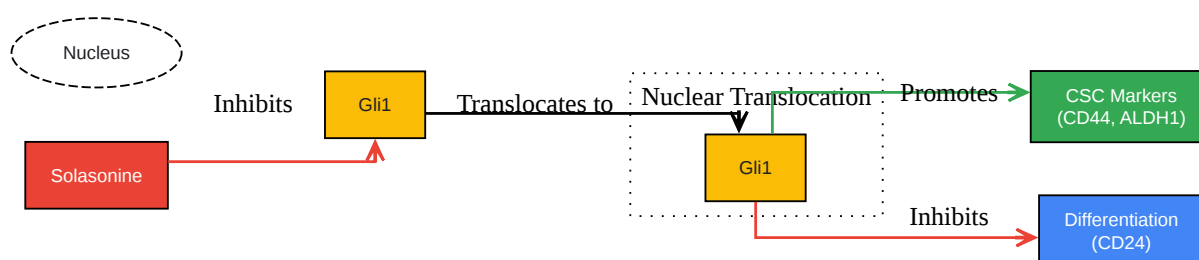 Nucleus
Inhibits
Gli1
Translocates to
Nuclear Translocation
Promotes
CSC Markers
(CD44, ALDH1)
Solasonine
Gli1
Inhibits
Differentiation
(CD24)